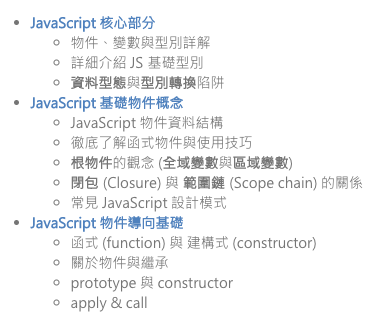 JavaScript 核心部分
物件、變數與型別詳解
詳細介紹 JS 基礎型別
資料型態與型別轉換陷阱
JavaScript 基礎物件概念
JavaScript 物件資料結構
徹底了解函式物件與使用技巧
根物件的觀念 (全域變數與區域變數)
閉包 (Closure) 與 範圍鏈 (Scope chain) 的關係
常見 JavaScript 設計模式
JavaScript 物件導向基礎
函式 (function) 與 建構式 (constructor)
關於物件與繼承
prototype 與 constructor
apply & call